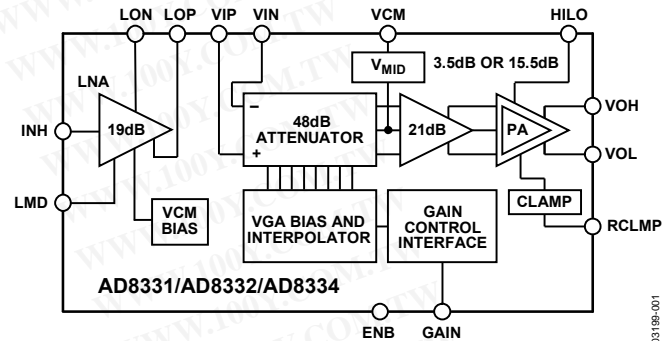 LON LOP VIP VIN VCM HILO
LNA
VMID
3.5dB OR 15.5dB
INH
19dB
–
+
48dB
ATTENUATOR
21dB
PA
VOH
VOL
LMD
VCM
BIAS
VGA BIAS AND
INTERPOLATOR
GAIN
CONTROL
INTERFACE
CLAMP
RCLMP
AD8331/AD8332/AD8334
ENB GAIN
03199-001
WWW.100Y.COM.TW